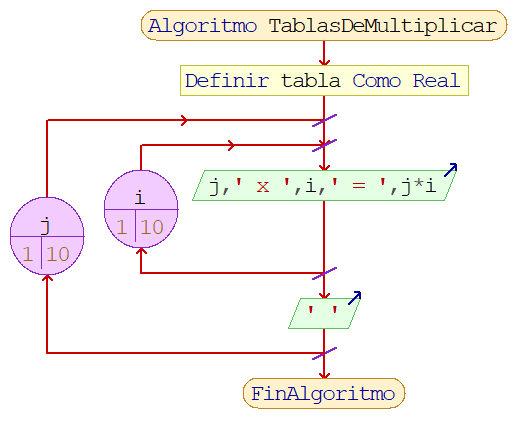 Algoritmo TablasDeMultiplicar
Definir tabla Como Real
j,' x ',i,' = ',j*i
i
1 10
j
1 10
' '
FinAlgoritmo